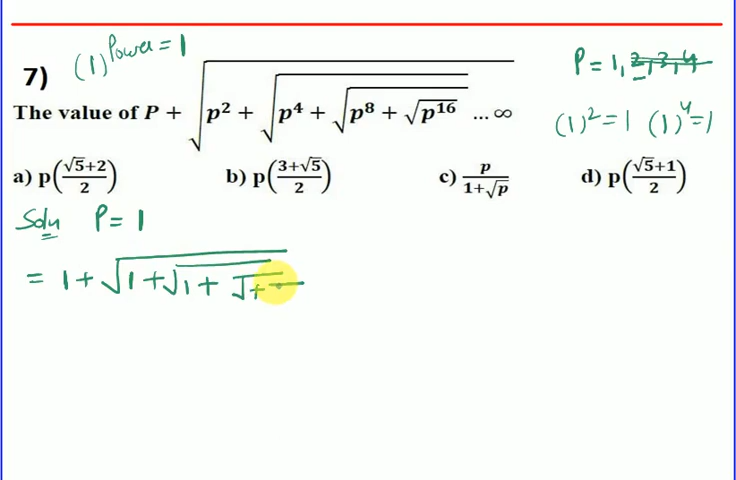 (1)^Power = 1
P = 1, 2, 3, 4
7)
The value of P + √(p² + √(p⁴ + √(p⁸ + √(p¹⁶ ... ∞
(1)² = 1 (1)⁴ = 1
a) p((√5+2)/2) b) p((3+√5)/2) c) p/(1+√p) d) p((√5+1)/2)
Soln P = 1
= 1 + √(1 + √(1 + √(1 + ..